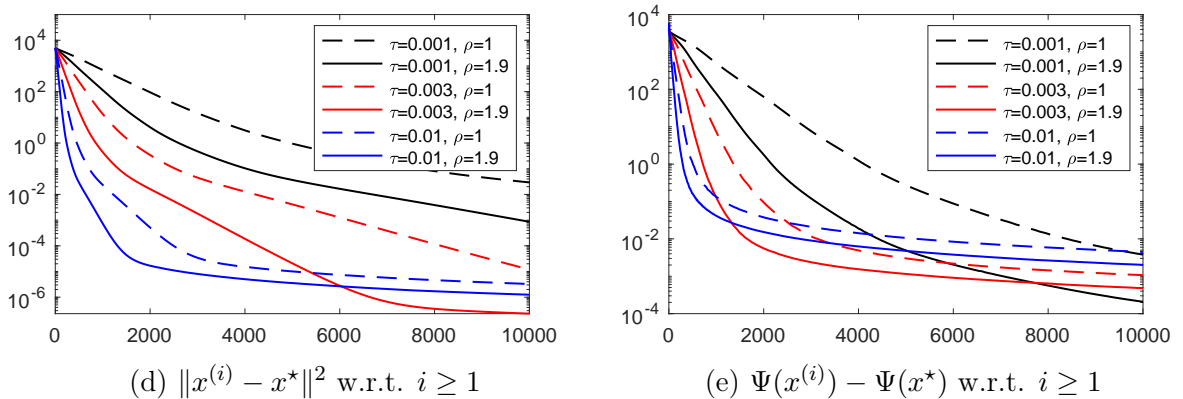 10^4
10^2
10^0
10^-2
10^-4
10^-6
0 2000 4000 6000 8000 10000
τ=0.001, ρ=1
τ=0.001, ρ=1.9
τ=0.003, ρ=1
τ=0.003, ρ=1.9
τ=0.01, ρ=1
τ=0.01, ρ=1.9
(d) ‖x^(i) − x^⋆‖^2 w.r.t. i ≥ 1
10^6
10^4
10^2
10^0
10^-2
10^-4
0 2000 4000 6000 8000 10000
τ=0.001, ρ=1
τ=0.001, ρ=1.9
τ=0.003, ρ=1
τ=0.003, ρ=1.9
τ=0.01, ρ=1
τ=0.01, ρ=1.9
(e) Ψ(x^(i)) − Ψ(x^⋆) w.r.t. i ≥ 1